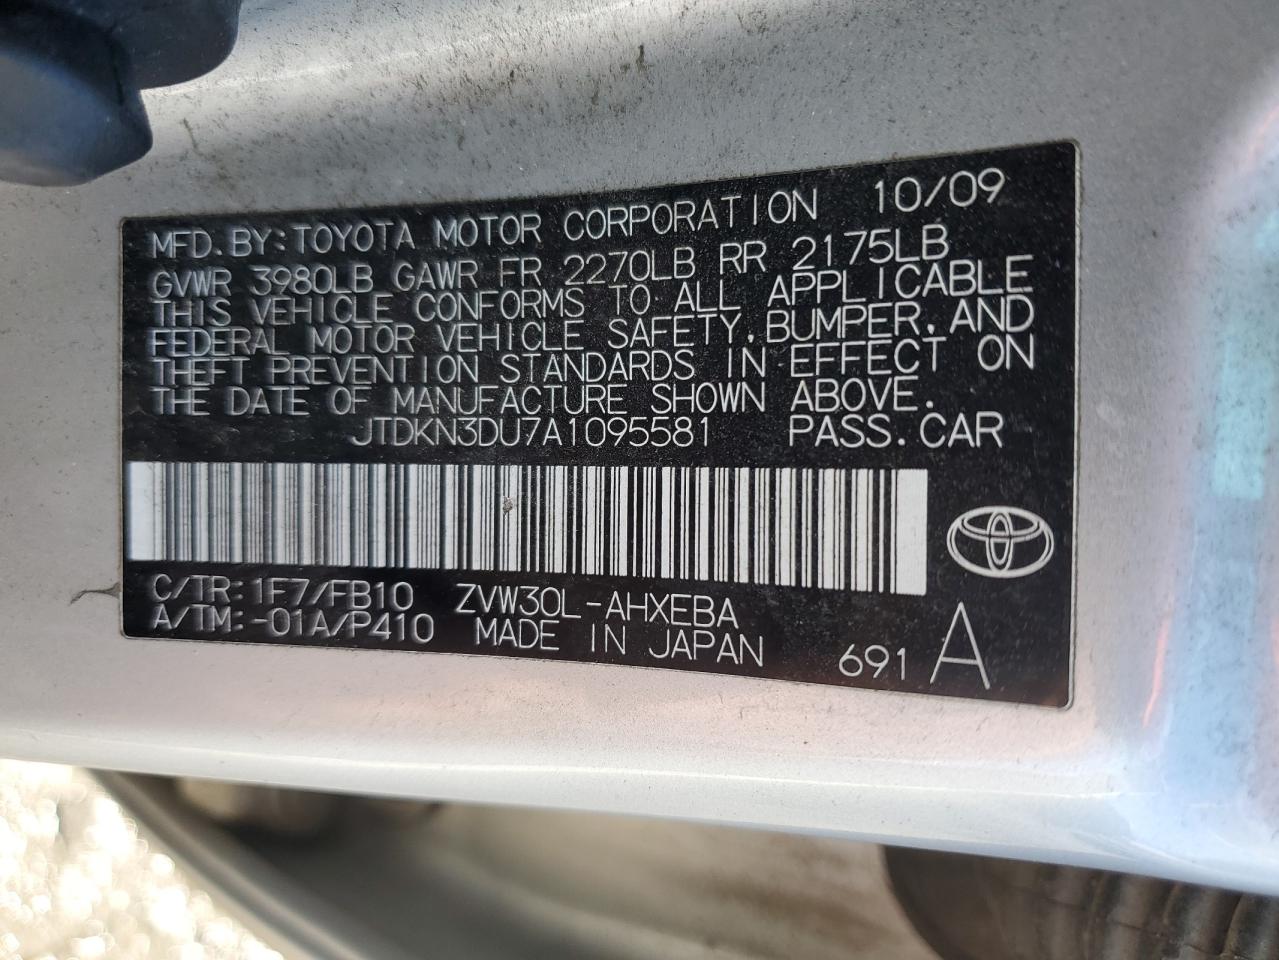 MFD. BY: TOYOTA MOTOR CORPORATION 10/09
GVWR 3980LB GAWR FR 2270LB RR 2175LB
THIS VEHICLE CONFORMS TO ALL APPLICABLE
FEDERAL MOTOR VEHICLE SAFETY, BUMPER, AND
THEFT PREVENTION STANDARDS IN EFFECT ON
THE DATE OF MANUFACTURE SHOWN ABOVE.
JTDKN3DU7A1095581 PASS. CAR
C/TR: 1F7/FB10 ZVW30L-AHXEBA
A/TM: -01A/P410 MADE IN JAPAN 691 A